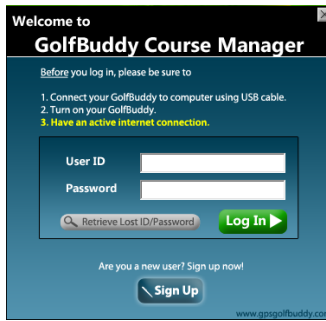 Welcome to
GolfBuddy Course Manager
Before you log in, please be sure to
1. Connect your GolfBuddy to computer using USB cable.
2. Turn on your GolfBuddy.
3. Have an active internet connection.
User ID
Password
Retrieve Lost ID/Password
Log In
Are you a new user? Sign up now!
Sign Up
www.gpsgolfbuddy.com